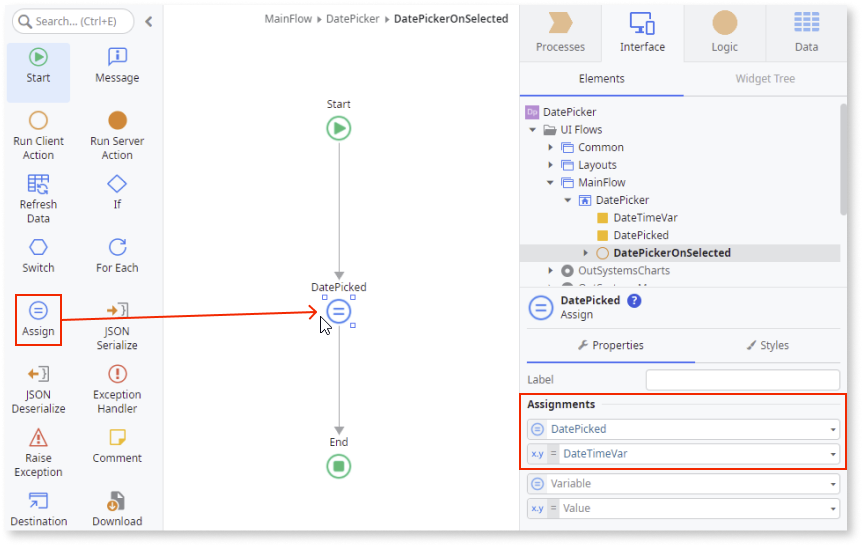 Search... (Ctrl+E)
Start
Message
Run Client
Action
Run Server
Action
Refresh
Data
If
Switch
For Each
Assign
JSON
Serialize
JSON
Deserialize
Exception
Handler
Raise
Exception
Comment
Destination
Download
MainFlow ▸ DatePicker ▸ DatePickerOnSelected
Start
DatePicked
End
Processes
Interface
Logic
Data
Elements
Widget Tree
Dp DatePicker
UI Flows
Common
Layouts
MainFlow
DatePicker
DateTimeVar
DatePicked
DatePickerOnSelected
OutSystemsCharts
DatePicked ?
Assign
Properties
Styles
Label
Assignments
DatePicked
x.y = DateTimeVar
Variable
x.y = Value